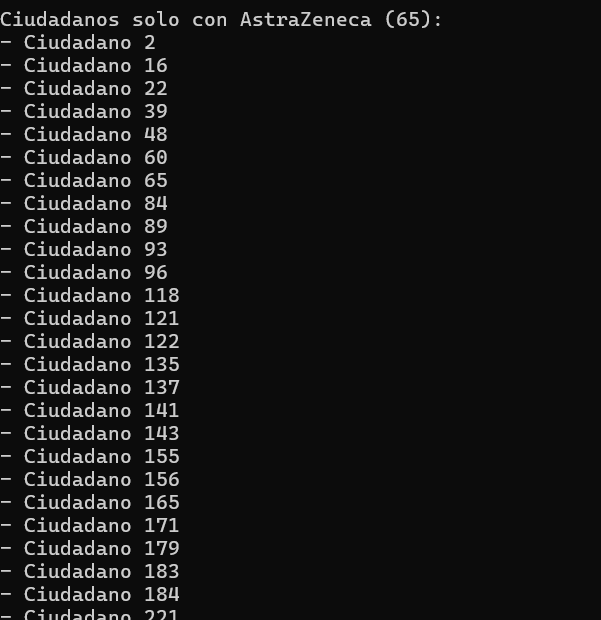 Ciudadanos solo con AstraZeneca (65):
- Ciudadano 2
- Ciudadano 16
- Ciudadano 22
- Ciudadano 39
- Ciudadano 48
- Ciudadano 60
- Ciudadano 65
- Ciudadano 84
- Ciudadano 89
- Ciudadano 93
- Ciudadano 96
- Ciudadano 118
- Ciudadano 121
- Ciudadano 122
- Ciudadano 135
- Ciudadano 137
- Ciudadano 141
- Ciudadano 143
- Ciudadano 155
- Ciudadano 156
- Ciudadano 165
- Ciudadano 171
- Ciudadano 179
- Ciudadano 183
- Ciudadano 184
- Ciudadano 221